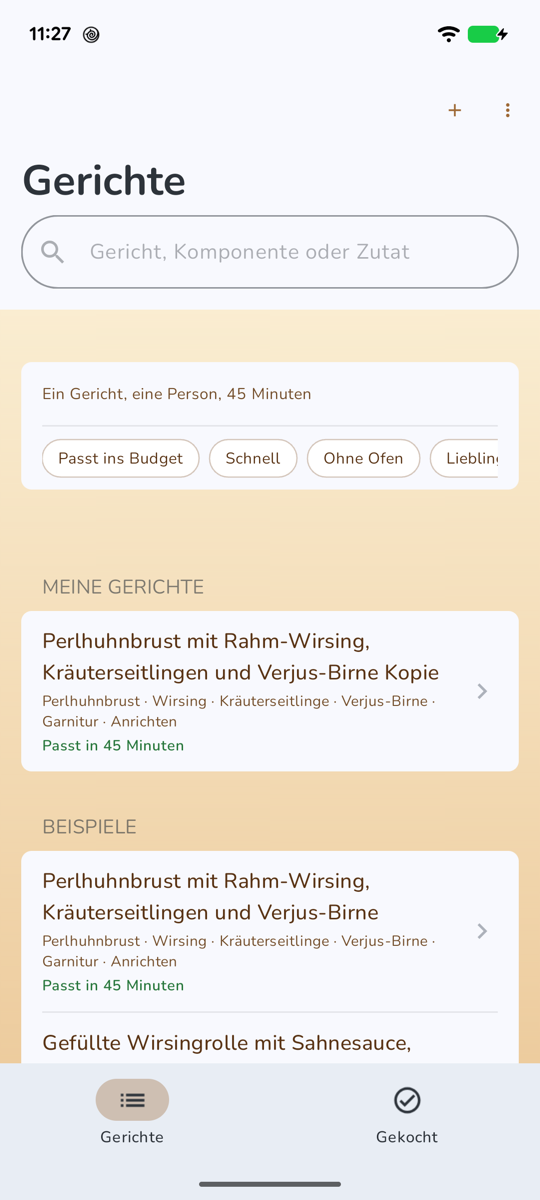 11:27
Gerichte
Gericht, Komponente oder Zutat
Ein Gericht, eine Person, 45 Minuten
Passt ins Budget
Schnell
Ohne Ofen
Liebling
MEINE GERICHTE
Perlhuhnbrust mit Rahm-Wirsing,
Kräuterseitlingen und Verjus-Birne Kopie
Perlhuhnbrust · Wirsing · Kräuterseitlinge · Verjus-Birne ·
Garnitur · Anrichten
Passt in 45 Minuten
BEISPIELE
Perlhuhnbrust mit Rahm-Wirsing,
Kräuterseitlingen und Verjus-Birne
Perlhuhnbrust · Wirsing · Kräuterseitlinge · Verjus-Birne ·
Garnitur · Anrichten
Passt in 45 Minuten
Gefüllte Wirsingrolle mit Sahnesauce,
Gerichte
Gekocht